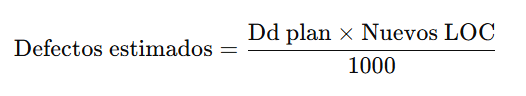 Defectos estimados = Dd plan × Nuevos LOC
1000